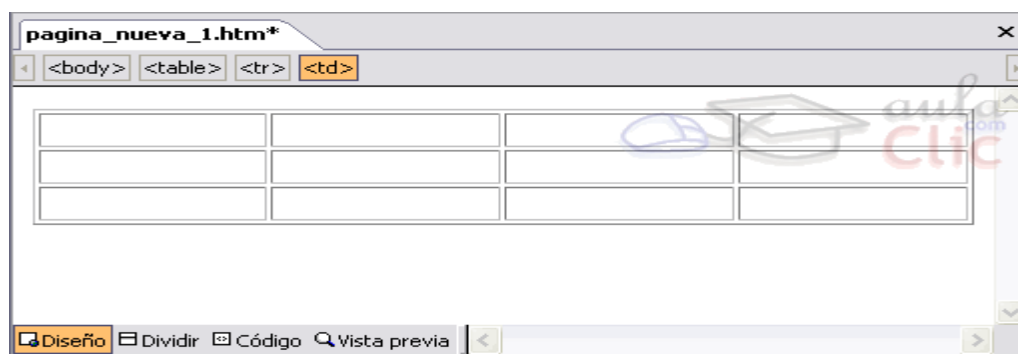 pagina_nueva_1.htm*
<body> <table> <tr> <td>
aula
.com
Clic
Diseño Dividir Código Vista previa